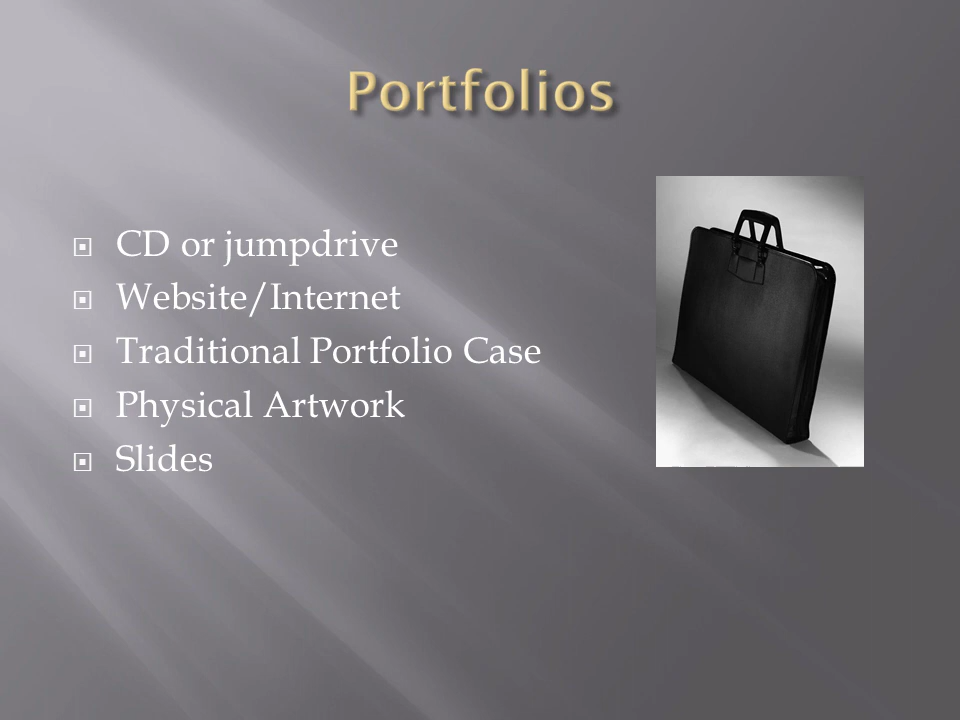 Portfolios
CD or jumpdrive
Website/Internet
Traditional Portfolio Case
Physical Artwork
Slides